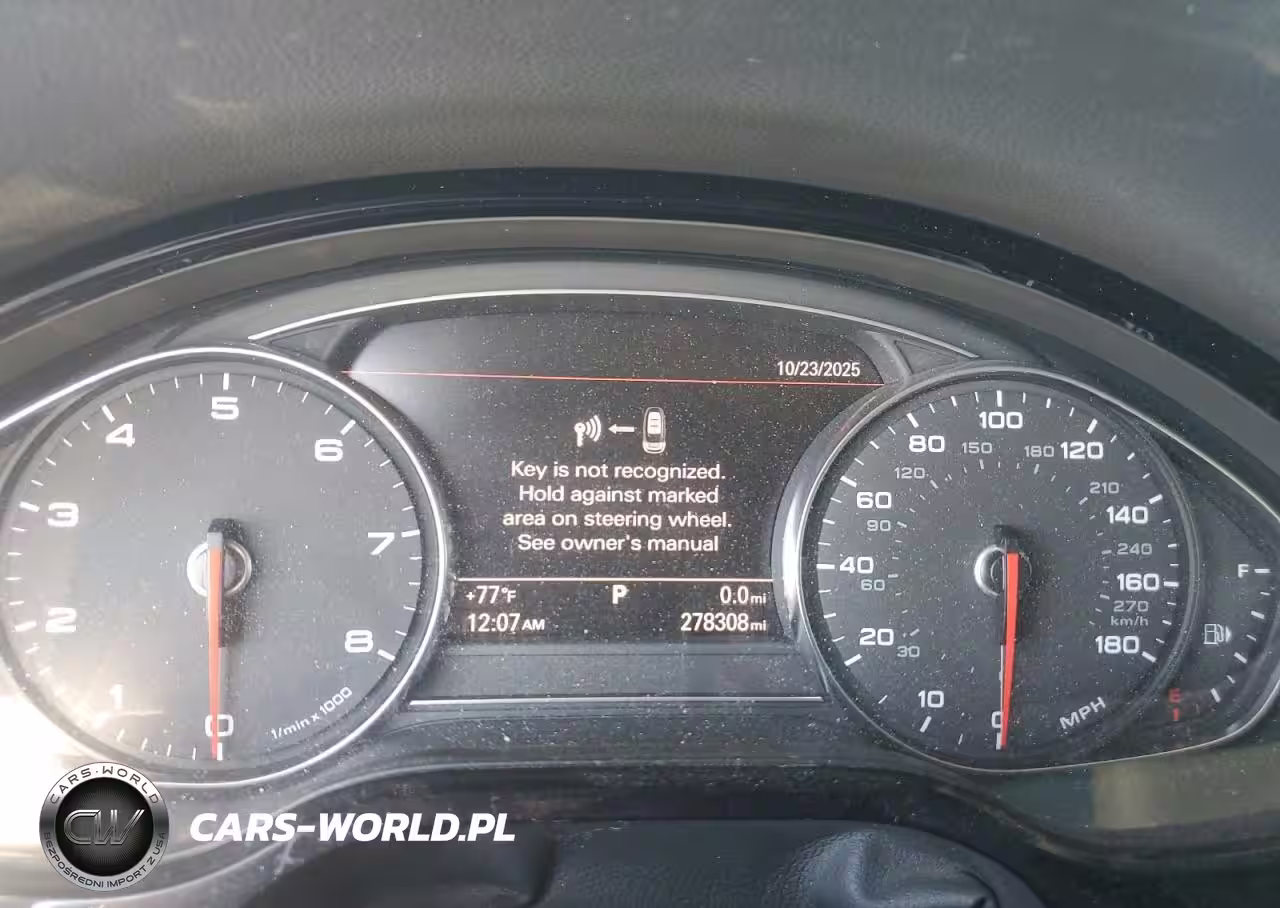 10/23/2025
Key is not recognized.
Hold against marked
area on steering wheel.
See owner's manual
+77°F P 0.0mi
12:07AM 278308mi
0 1 2 3 4 5 6 7 8
1/min x 1000
0 10 20 40 60 80 100 120 140 160 180
30 60 90 120 150 180 210 240 270
km/h
MPH
F
E
CARS-WORLD
CW
BEZPOŚREDNI IMPORT Z USA
CARS-WORLD.PL